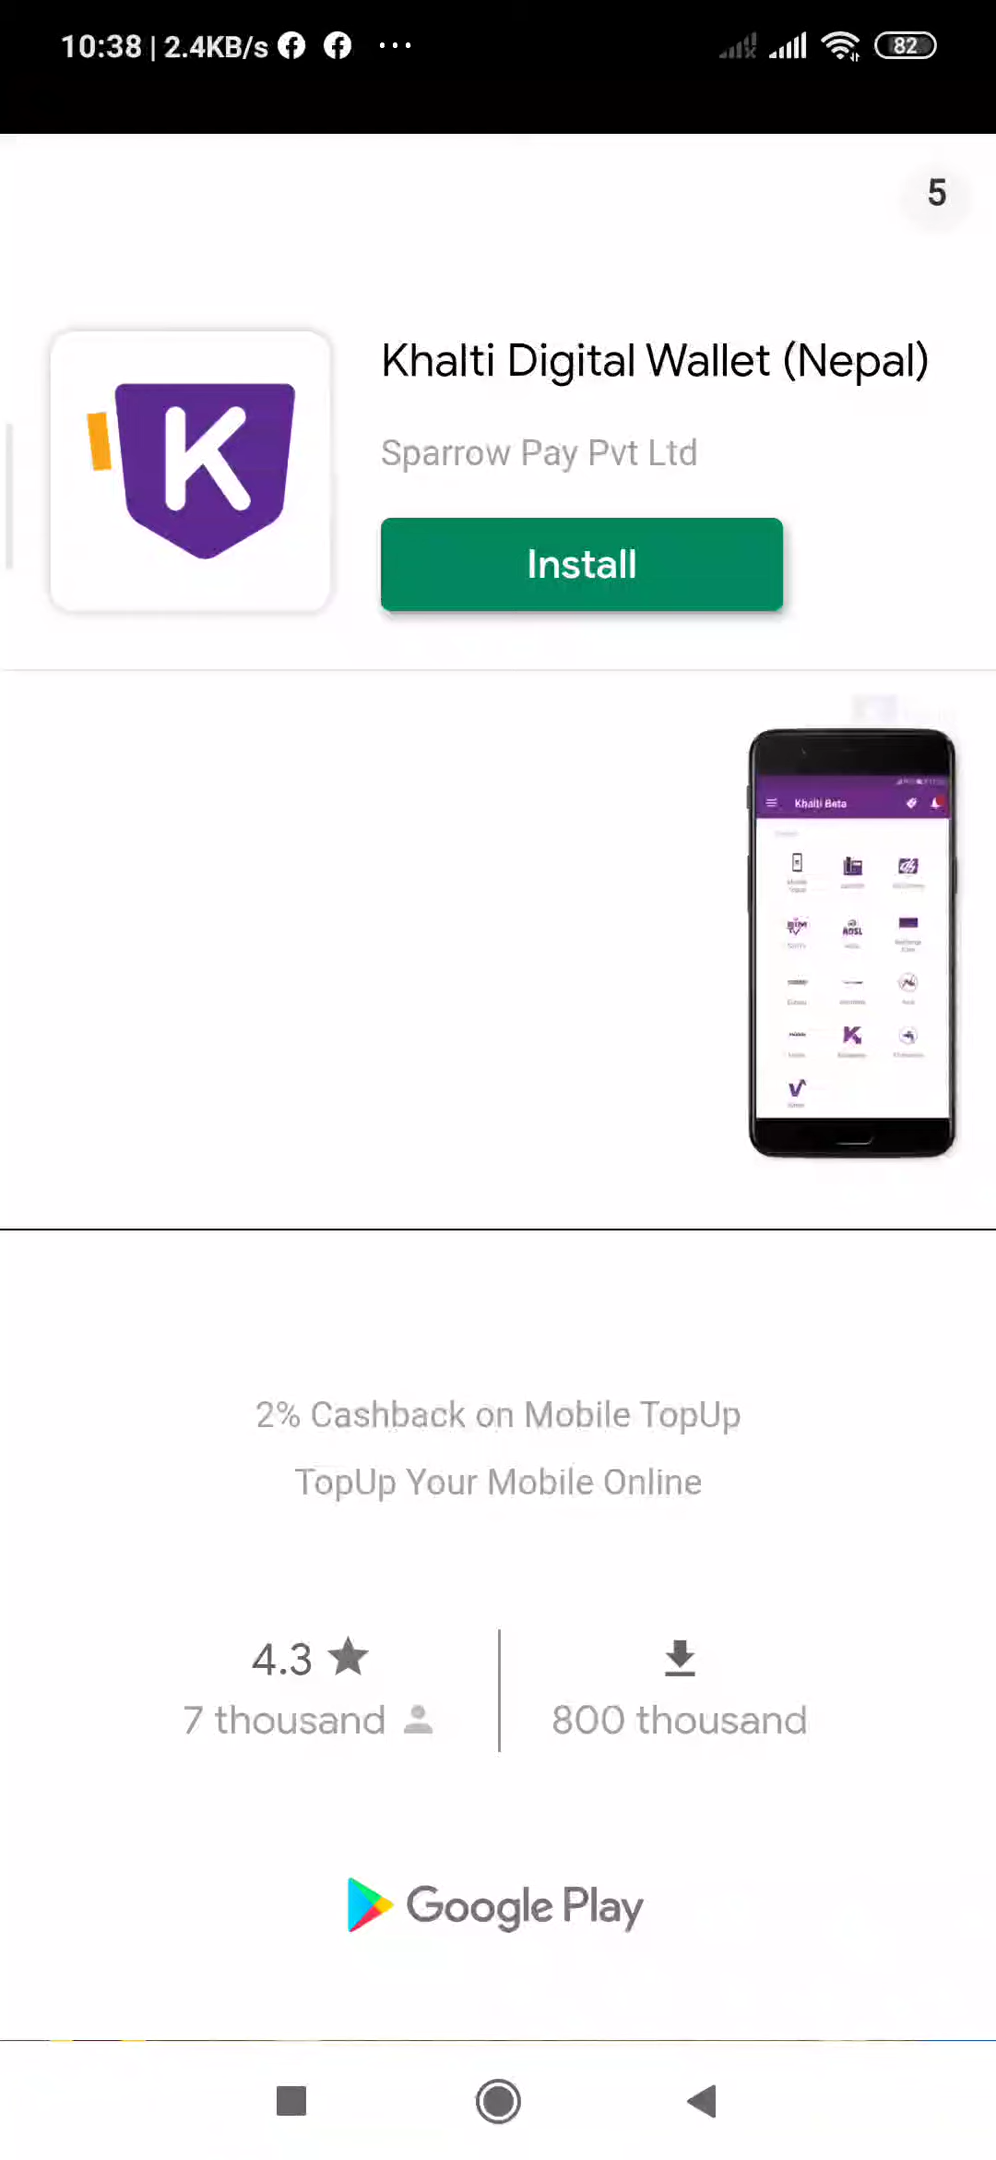 10:38 | 2.4KB/s ...
82
5
Khalti Digital Wallet (Nepal)
Sparrow Pay Pvt Ltd
K
Install
Khalti Beta
ADSL
2% Cashback on Mobile TopUp
TopUp Your Mobile Online
4.3
7 thousand
800 thousand
Google Play